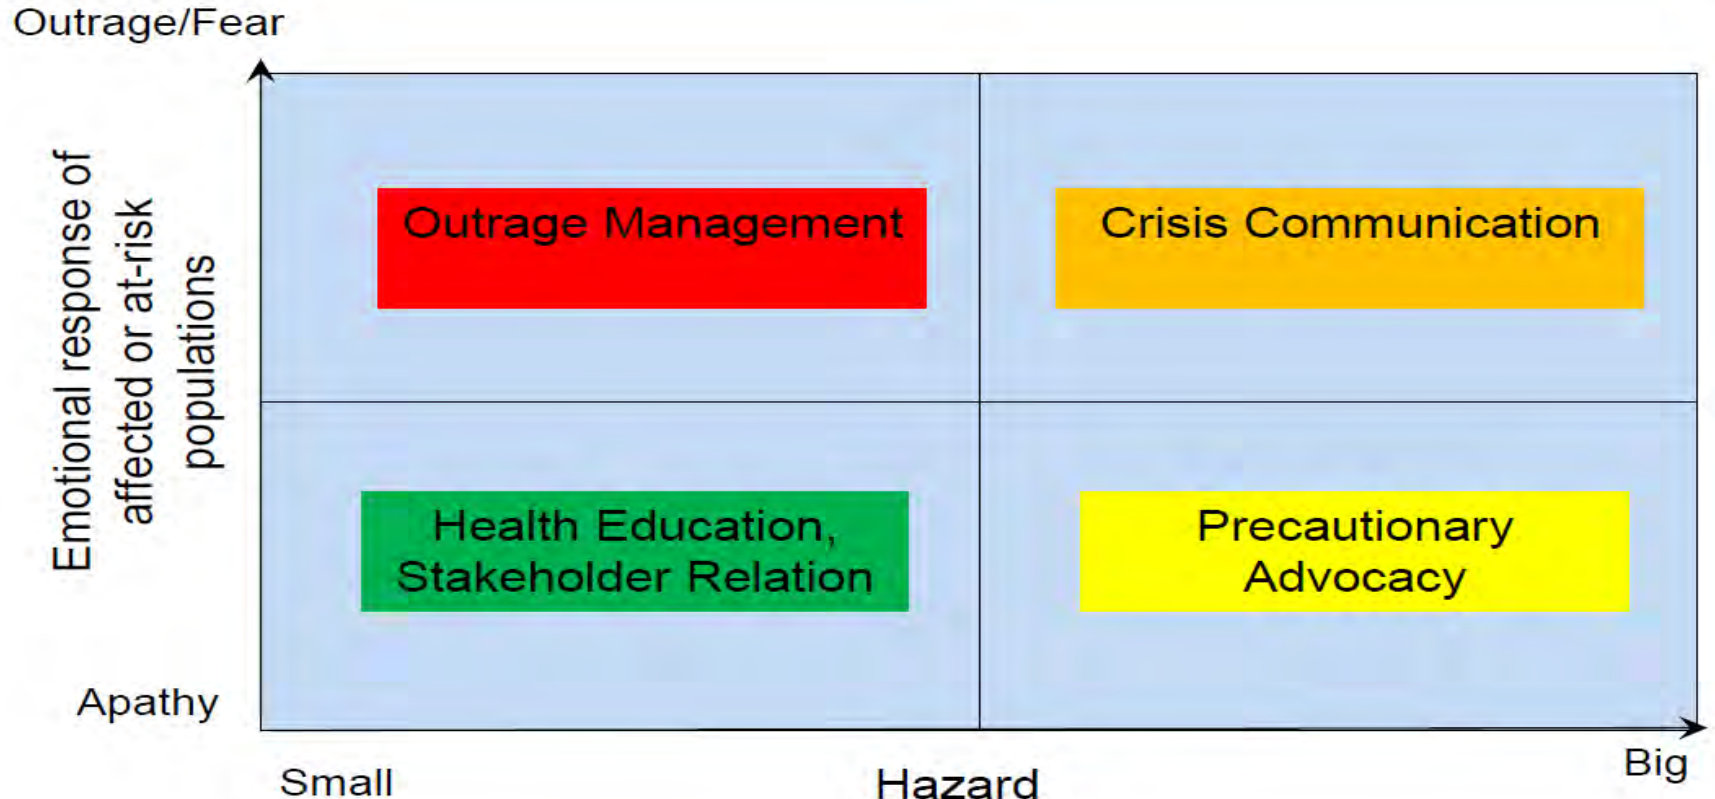 Outrage/Fear
Emotional response of
affected or at-risk
populations
Outrage Management
Crisis Communication
Health Education,
Stakeholder Relation
Precautionary
Advocacy
Apathy
Small
Hazard
Big